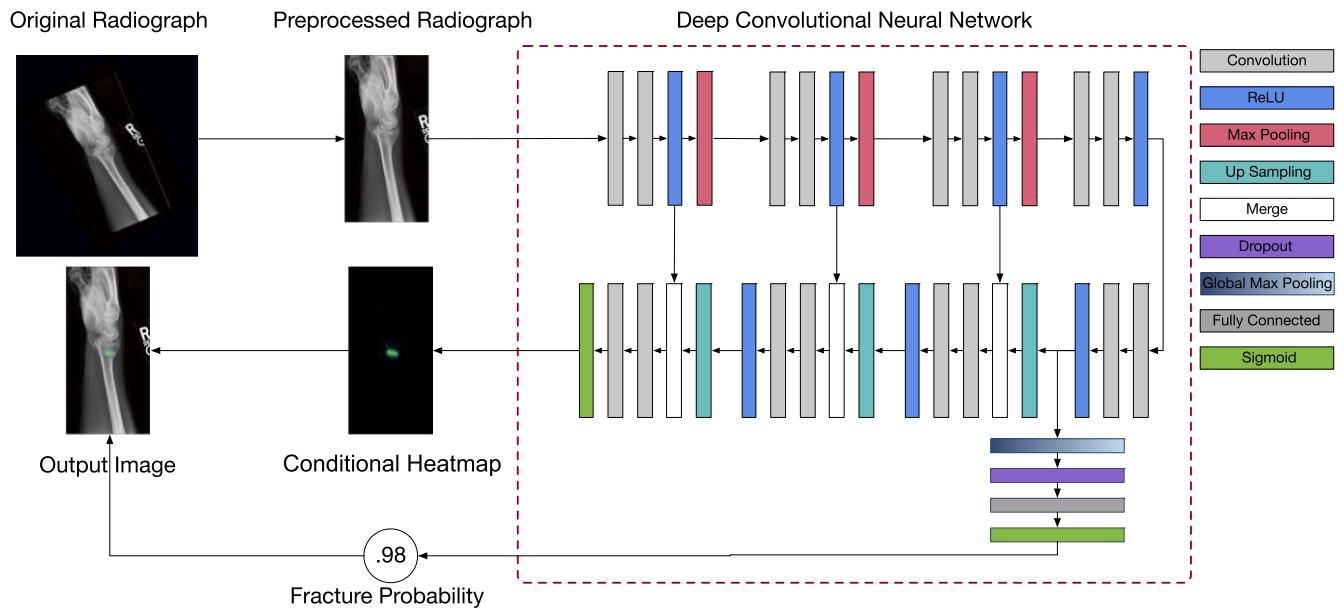 Original Radiograph
Preprocessed Radiograph
Deep Convolutional Neural Network
Convolution
ReLU
Max Pooling
Up Sampling
Merge
Dropout
Global Max Pooling
Fully Connected
Sigmoid
Output Image
Conditional Heatmap
.98
Fracture Probability